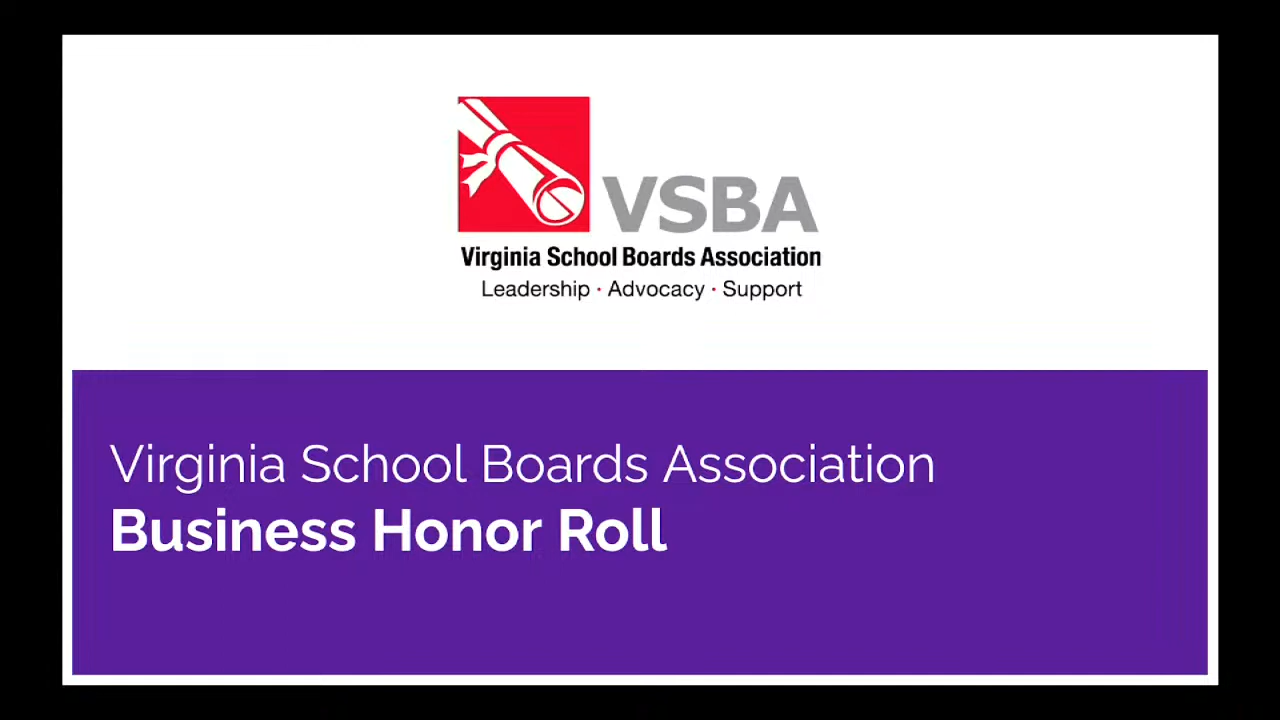 VSBA
Virginia School Boards Association
Leadership · Advocacy · Support
Virginia School Boards Association
Business Honor Roll